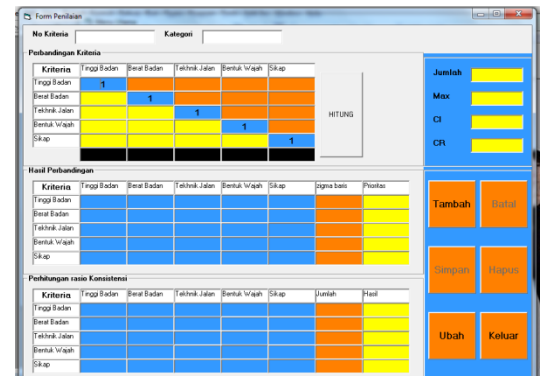 Form Penilaian
No Kriteria Kategori
Perbandingan Kriteria
Kriteria Tinggi Badan Berat Badan Tekhnik Jalan Bentuk Wajah Sikap
Tinggi Badan 1
Berat Badan 1
Tekhnik Jalan 1
Bentuk Wajah 1
Sikap 1
HITUNG
Jumlah
Max
CI
CR
Hasil Perbandingan
Kriteria Tinggi Badan Berat Badan Tekhnik Jalan Bentuk Wajah Sikap zigma baris Prioritas
Tinggi Badan
Berat Badan
Tekhnik Jalan
Bentuk Wajah
Sikap
Perhitungan rasio Konsistensi
Kriteria Tinggi Badan Berat Badan Tekhnik Jalan Bentuk Wajah Sikap Jumlah Hasil
Tinggi Badan
Berat Badan
Tekhnik Jalan
Bentuk Wajah
Sikap
Tambah Batal
Simpan Hapus
Ubah Keluar